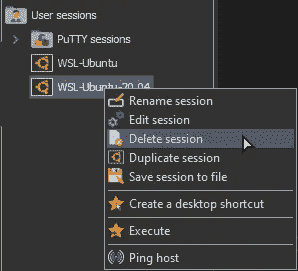 User sessions
PuTTY sessions
WSL-Ubuntu
WSL-Ubuntu-20.04
Rename session
Edit session
Delete session
Duplicate session
Save session to file
Create a desktop shortcut
Execute
Ping host